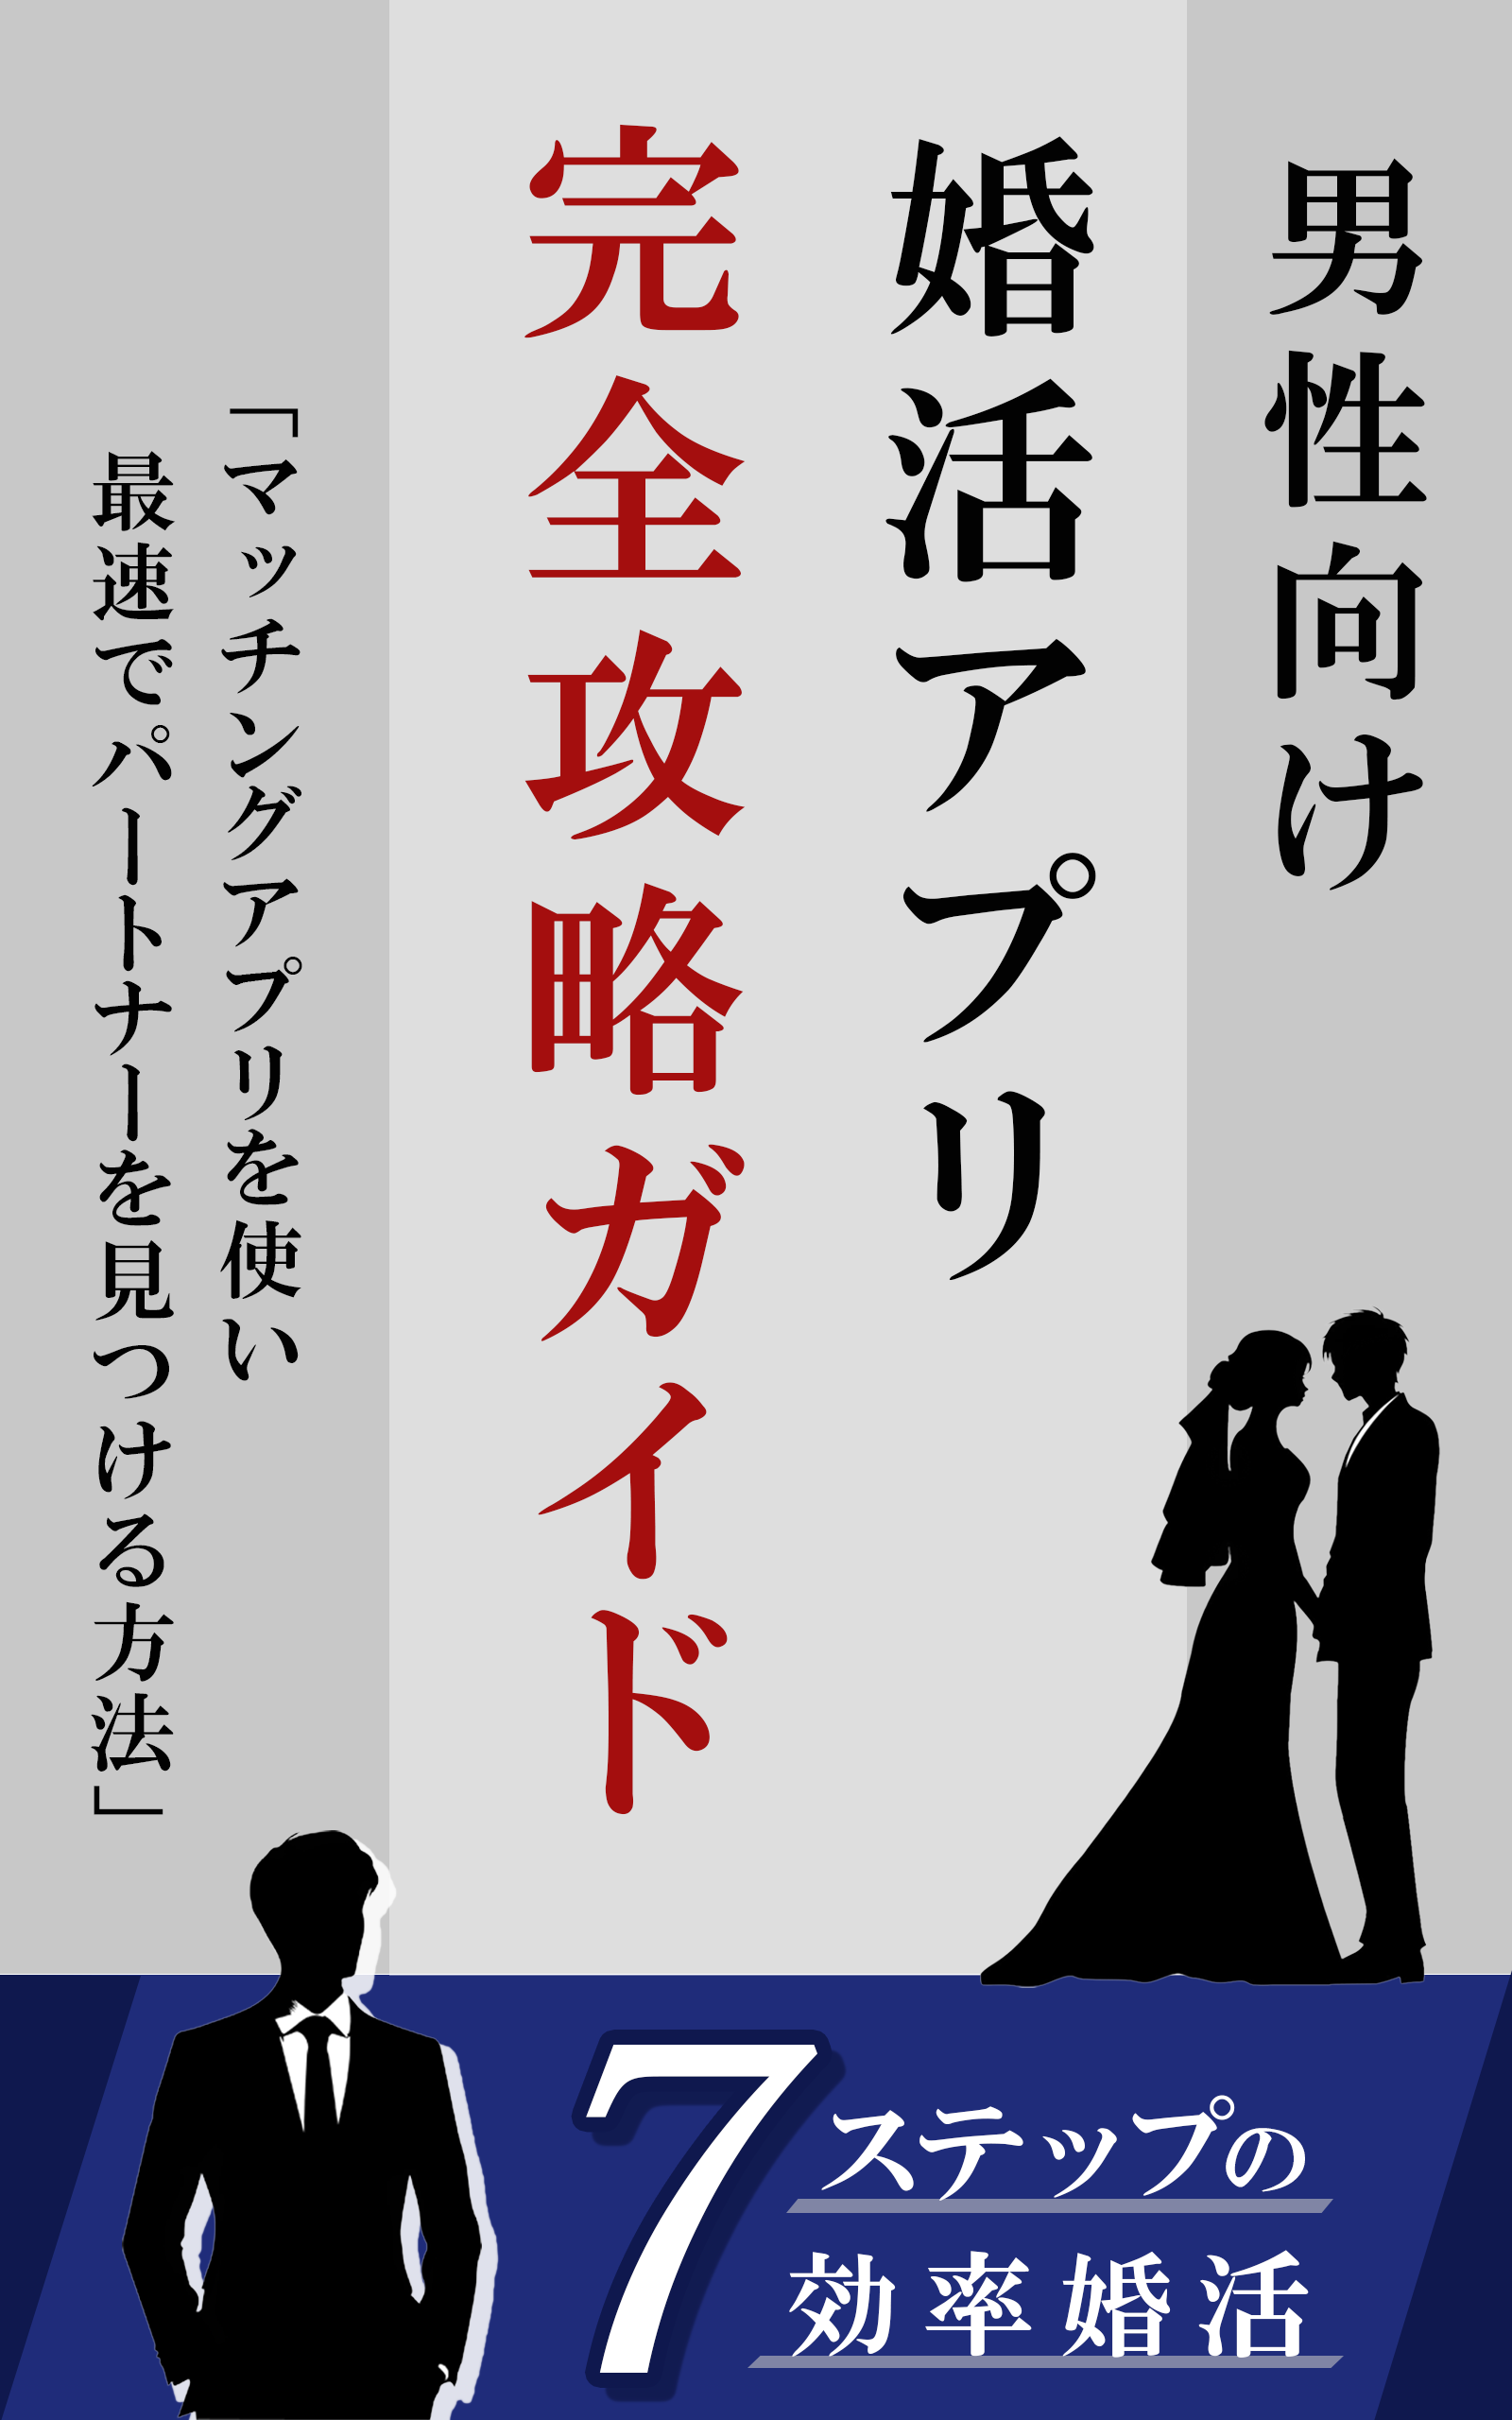 男性向け
婚活アプリ
完全攻略ガイド
「マッチングアプリを使い
最速でパートナーを見つける方法」
7ステップの
効率婚活